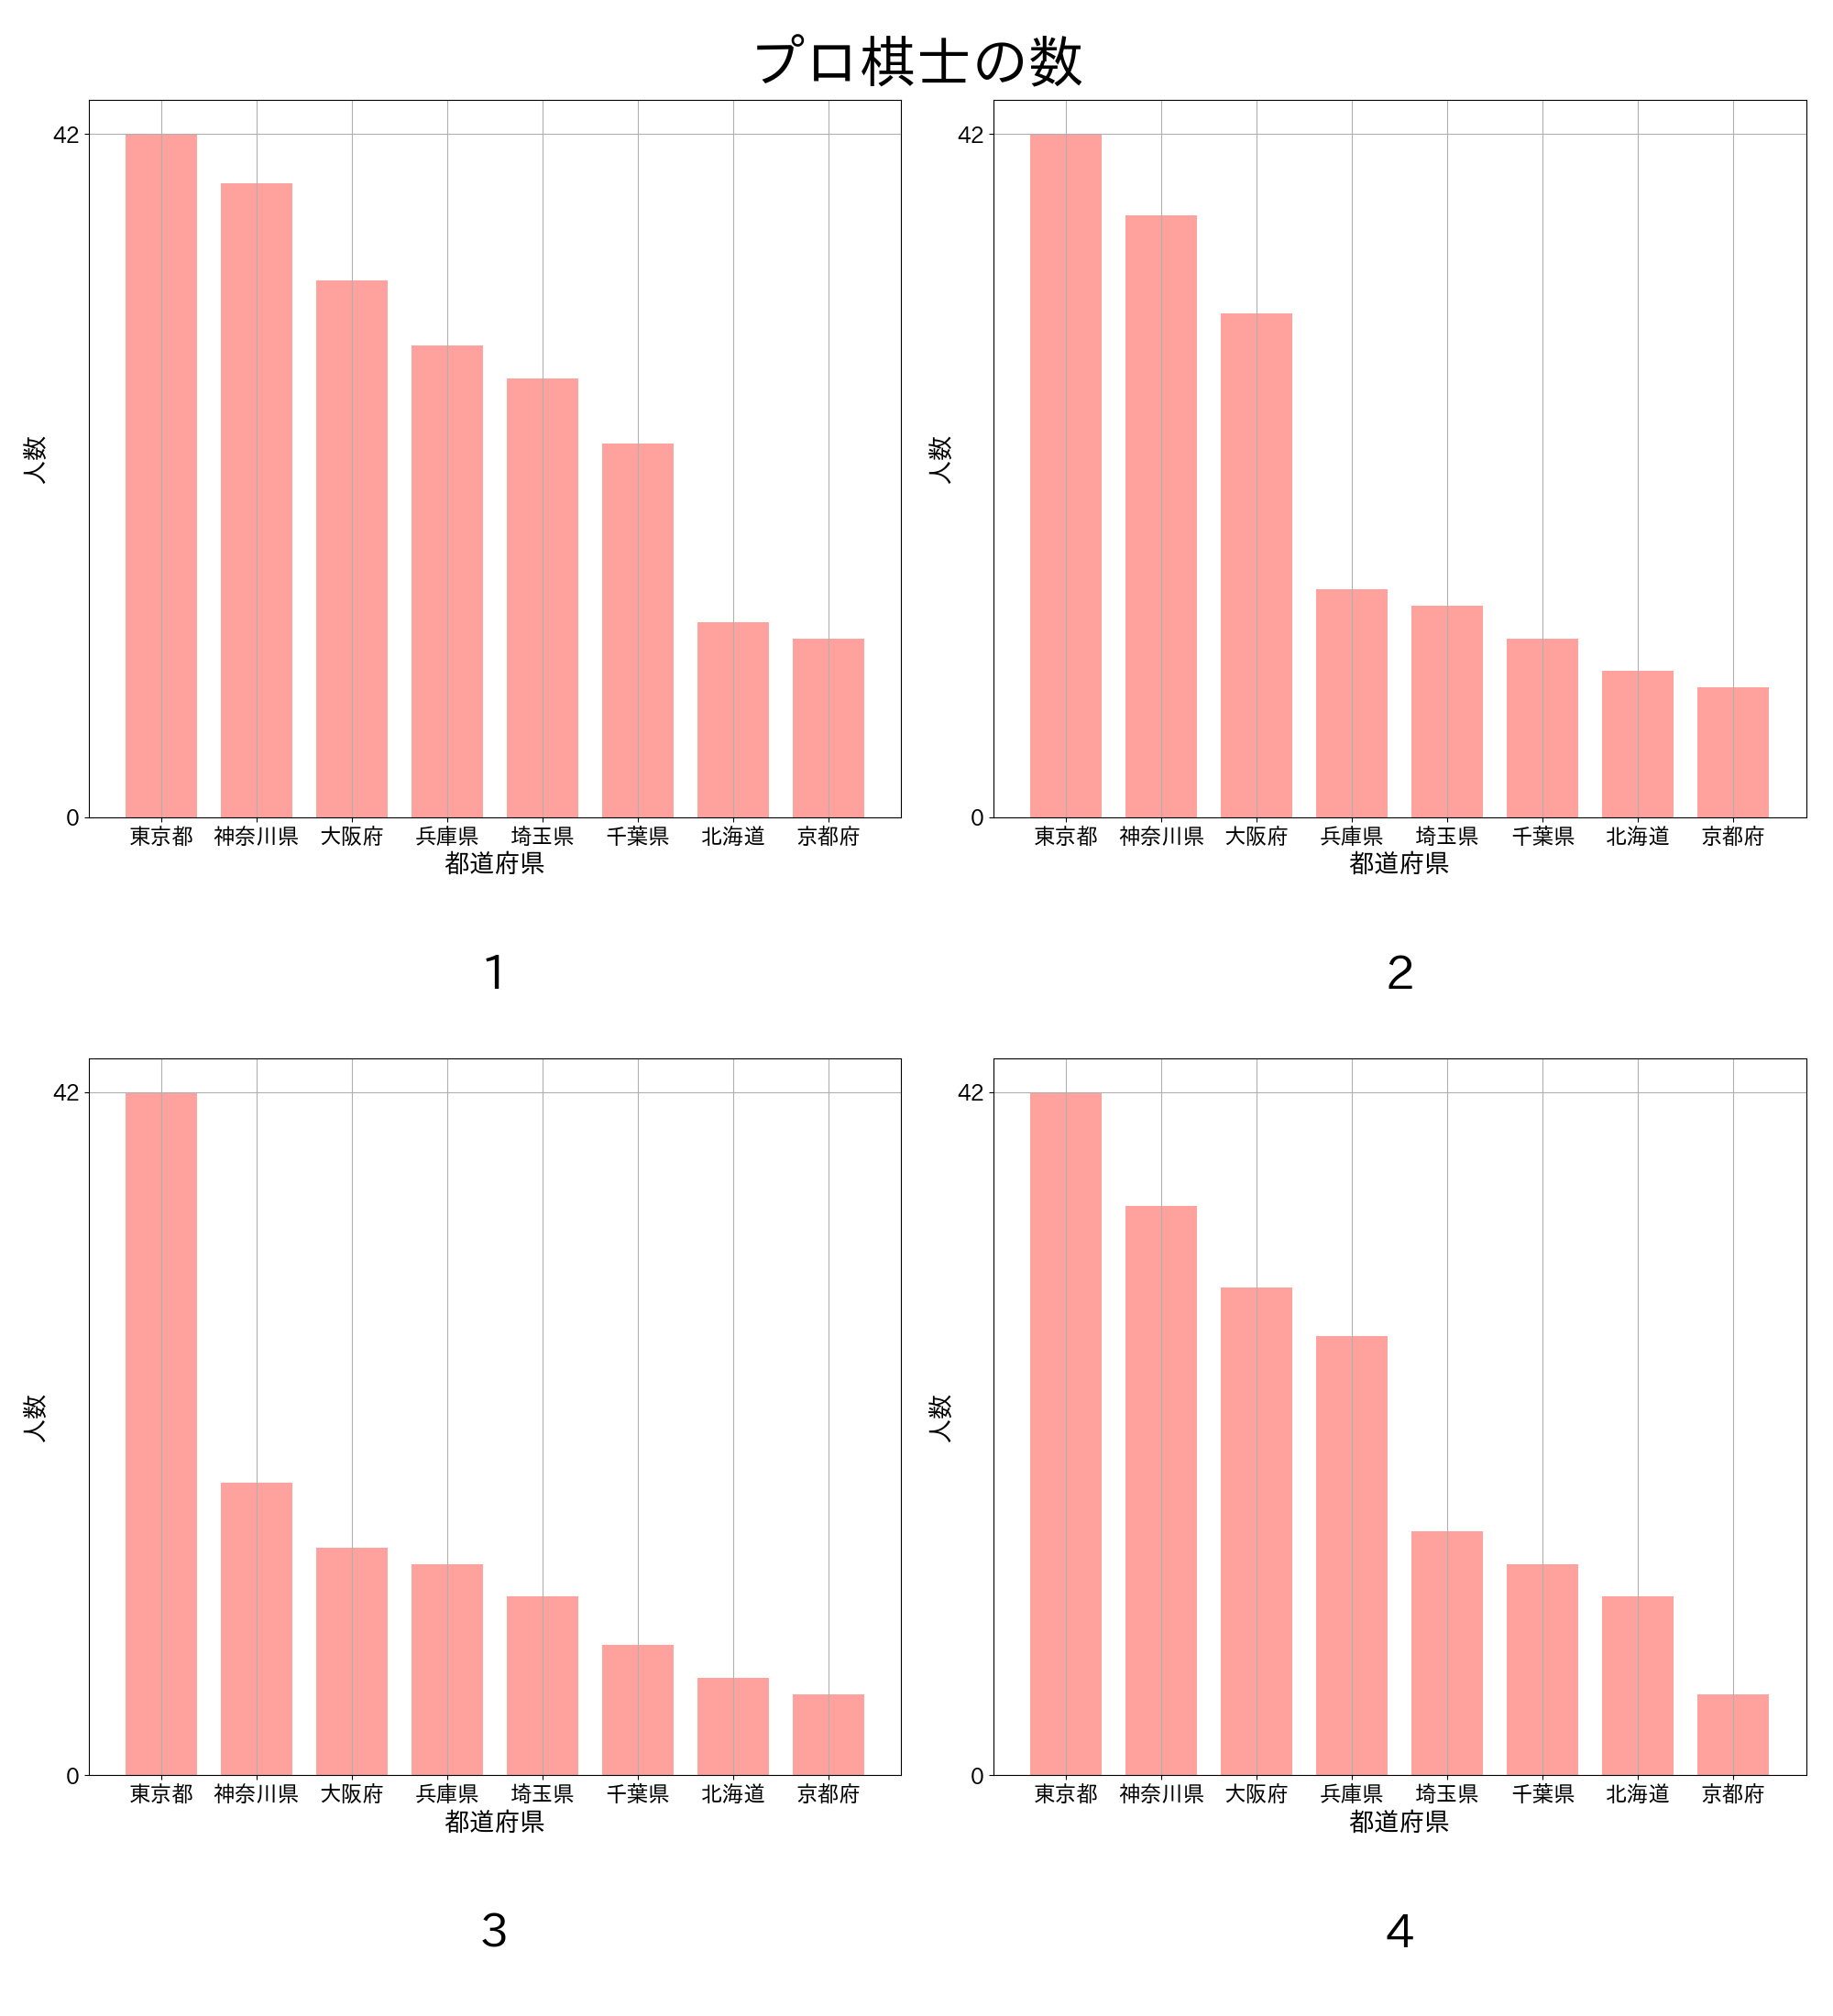 プロ棋士の数
42
0
人数
東京都 神奈川県 大阪府 兵庫県 埼玉県 千葉県 北海道 京都府
都道府県
1
42
0
人数
東京都 神奈川県 大阪府 兵庫県 埼玉県 千葉県 北海道 京都府
都道府県
2
42
0
人数
東京都 神奈川県 大阪府 兵庫県 埼玉県 千葉県 北海道 京都府
都道府県
3
42
0
人数
東京都 神奈川県 大阪府 兵庫県 埼玉県 千葉県 北海道 京都府
都道府県
4